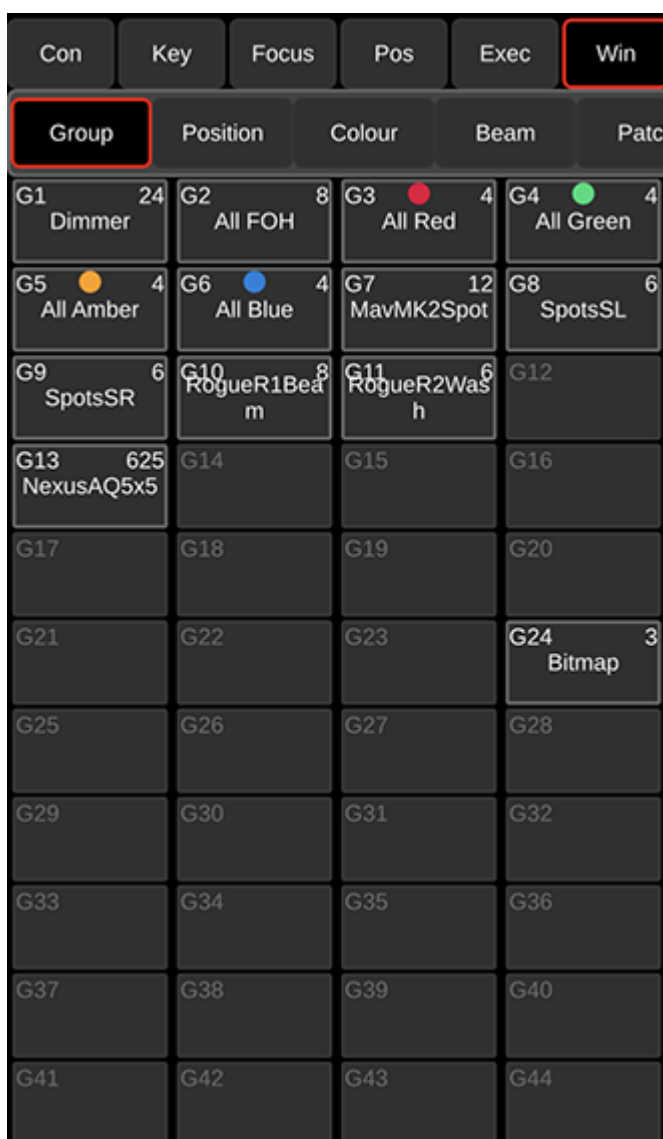 Con Key Focus Pos Exec Win
Group Position Colour Beam Patc
G1 24 G2 8 G3 4 G4 4
Dimmer All FOH All Red All Green
G5 4 G6 4 G7 12 G8 6
All Amber All Blue MavMK2Spot SpotsSL
G9 6 G10 8 G11 6 G12
SpotsSR RogueR1Bea RogueR2Was
m h
G13 625 G14 G15 G16
NexusAQ5x5
G17 G18 G19 G20
G21 G22 G23 G24 3
Bitmap
G25 G26 G27 G28
G29 G30 G31 G32
G33 G34 G35 G36
G37 G38 G39 G40
G41 G42 G43 G44